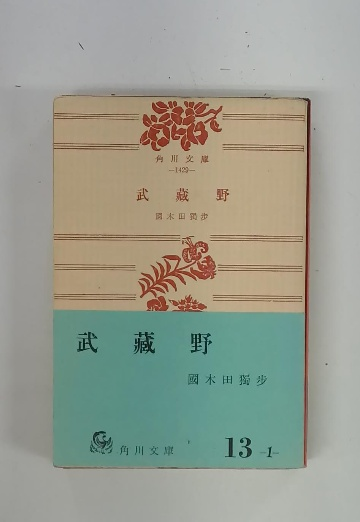 角川文庫
—1429—
武藏野
國木田獨步
武藏野
國木田獨步
角川文庫
13 —1—